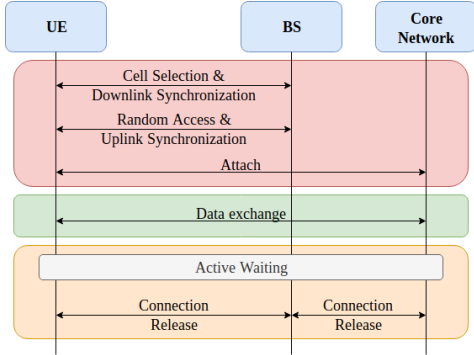 UE
BS
Core
Network
Cell Selection &
Downlink Synchronization
Random Access &
Uplink Synchronization
Attach
Data exchange
Active Waiting
Connection
Release
Connection
Release